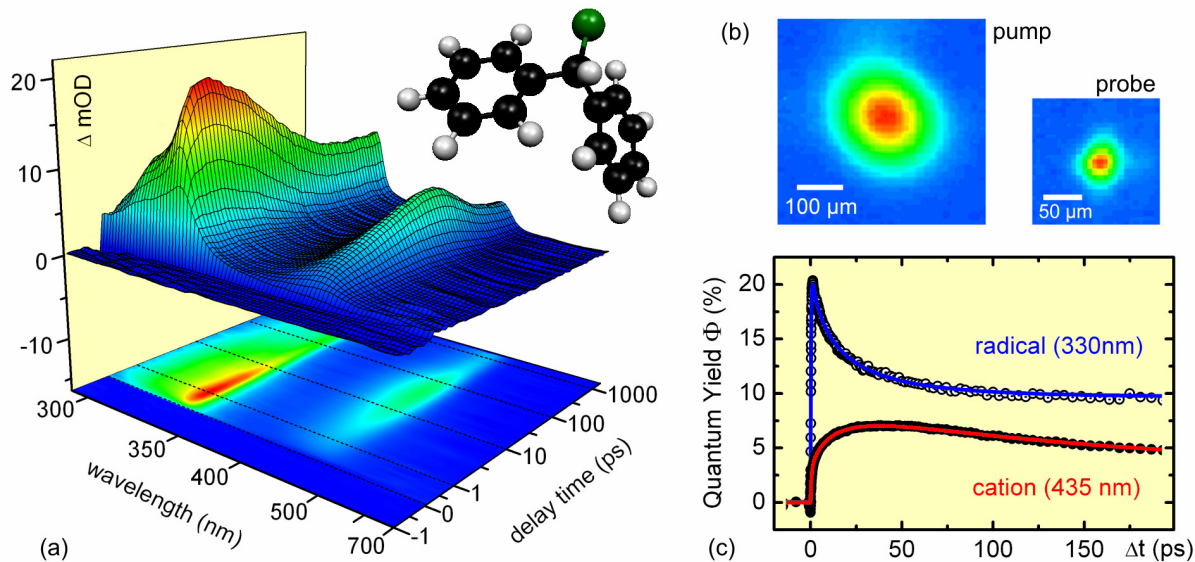 (a)
Δ mOD
20
10
0
-10
300
350
400
500
700
wavelength (nm)
-1
0
1
10
100
1000
delay time (ps)
(b)
pump
100 µm
probe
50 µm
(c)
Quantum Yield Φ (%)
20
15
10
5
0
radical (330nm)
cation (435 nm)
0 50 100 150 Δt (ps)